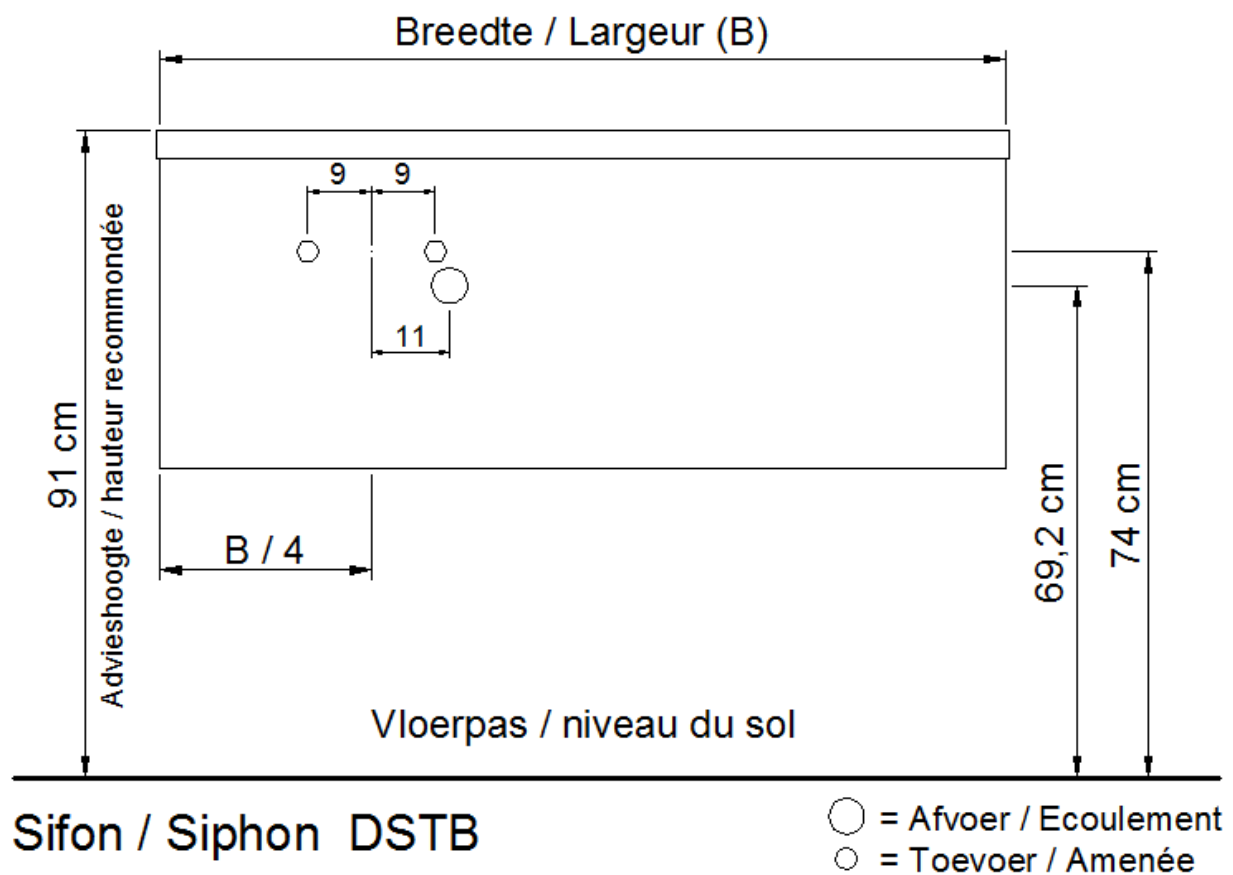 Breedte / Largeur (B)
9
9
11
91 cm
Advieshoogte / hauteur recommondée
B / 4
69,2 cm
74 cm
Vloerpas / niveau du sol
Sifon / Siphon DSTB
= Afvoer / Ecoulement
= Toevoer / Amenée